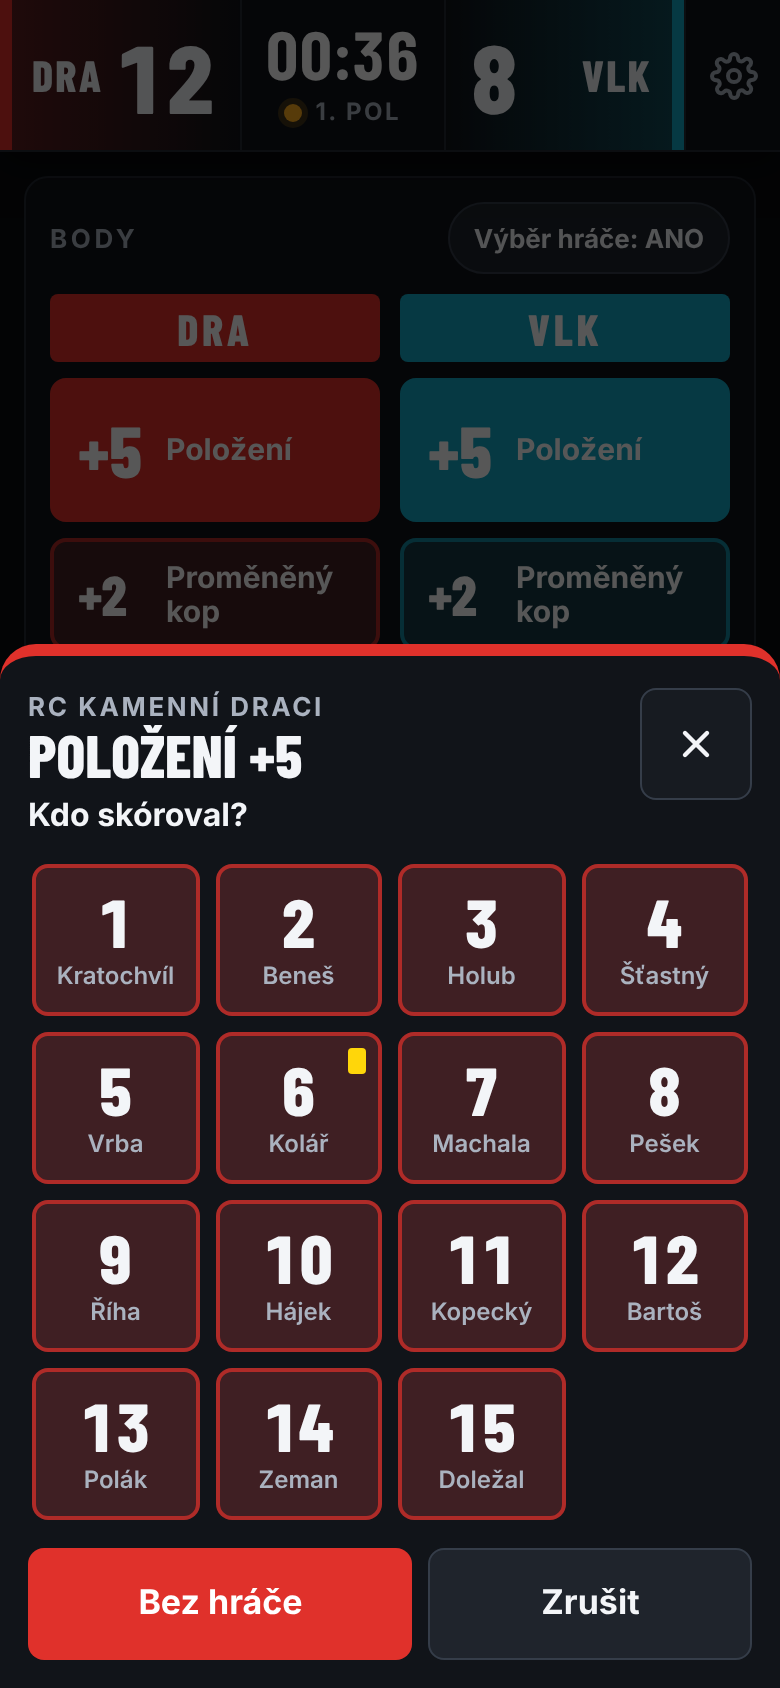 DRA 12
00:36
1. POL
8 VLK
BODY
Výběr hráče: ANO
DRA
VLK
+5 Položení
+5 Položení
+2 Proměněný
kop
+2 Proměněný
kop
RC KAMENNÍ DRACI
POLOŽENÍ +5
Kdo skóroval?
1
Kratochvíl
2
Beneš
3
Holub
4
Šťastný
5
Vrba
6
Kolář
7
Machala
8
Pešek
9
Říha
10
Hájek
11
Kopecký
12
Bartoš
13
Polák
14
Zeman
15
Doležal
Bez hráče
Zrušit